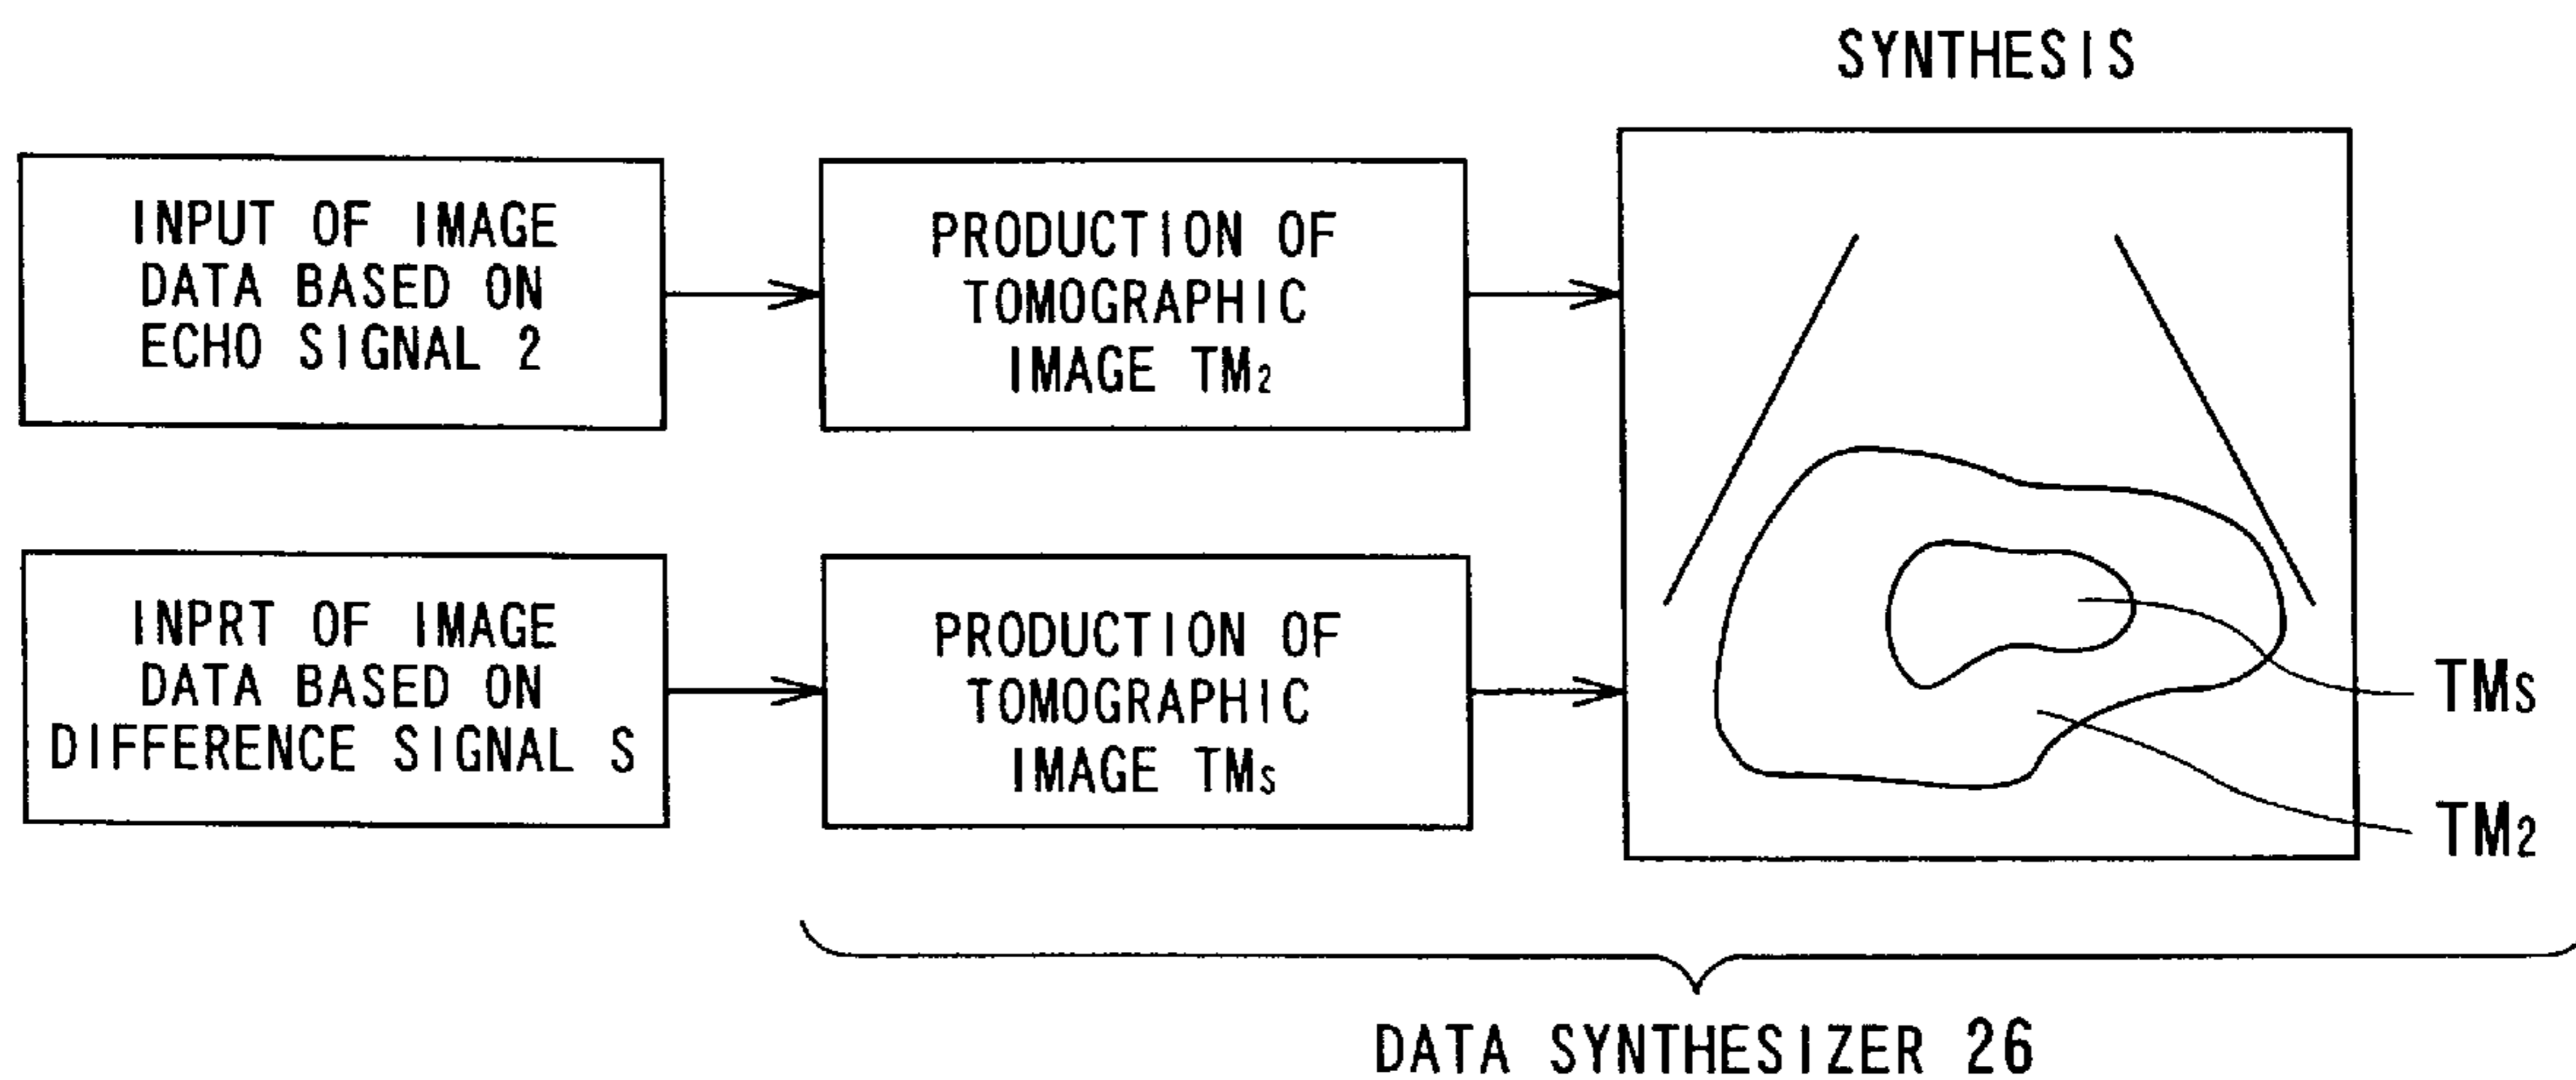 SYNTHESIS
INPUT OF IMAGE
DATA BASED ON
ECHO SIGNAL 2
PRODUCTION OF
TOMOGRAPHIC
IMAGE TM₂
INPRT OF IMAGE
DATA BASED ON
DIFFERENCE SIGNAL S
PRODUCTION OF
TOMOGRAPHIC
IMAGE TMs
TMs
TM₂
DATA SYNTHESIZER 26